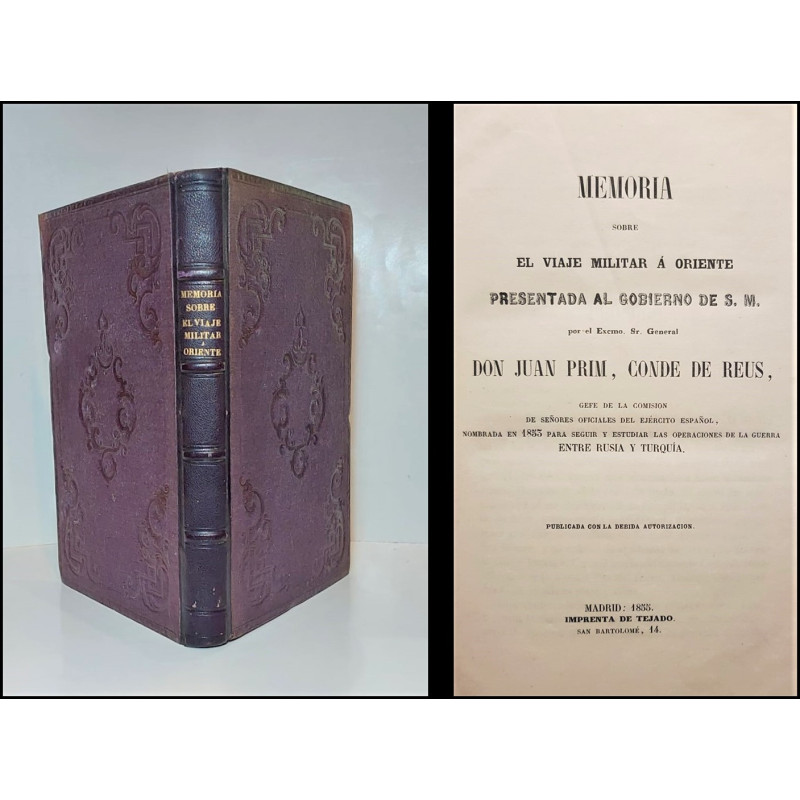 MEMORIA
SOBRE
EL VIAJE
MILITAR
A
ORIENTE
MEMORIA
SOBRE
EL VIAJE MILITAR Á ORIENTE
PRESENTADA AL GOBIERNO DE S. M.
por el Excmo. Sr. General
DON JUAN PRIM, CONDE DE REUS,
GEFE DE LA COMISION
DE SEÑORES OFICIALES DEL EJÉRCITO ESPAÑOL,
NOMBRADA EN 1853 PARA SEGUIR Y ESTUDIAR LAS OPERACIONES DE LA GUERRA
ENTRE RUSIA Y TURQUÍA.
PUBLICADA CON LA DEBIDA AUTORIZACION.
MADRID: 1855.
IMPRENTA DE TEJADO.
SAN BARTOLOMÉ, 14.